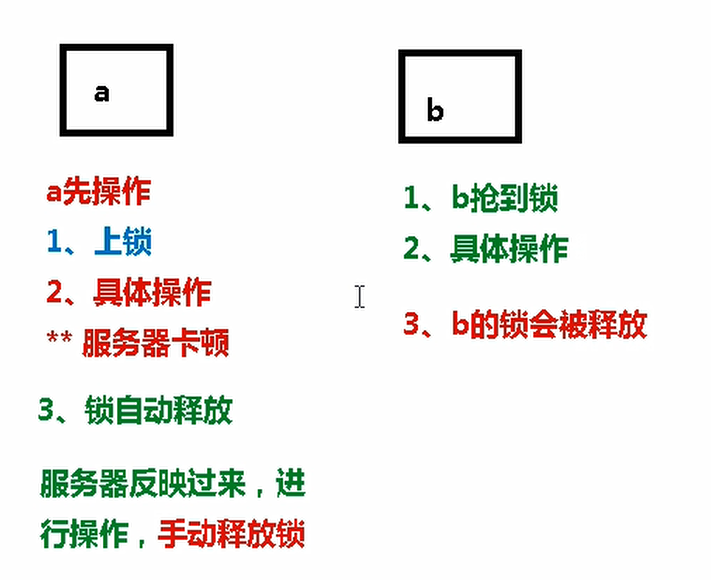 a
a先操作
1、上锁
2、具体操作
** 服务器卡顿
3、锁自动释放
服务器反映过来，进
行操作，手动释放锁
b
1、b抢到锁
2、具体操作
3、b的锁会被释放